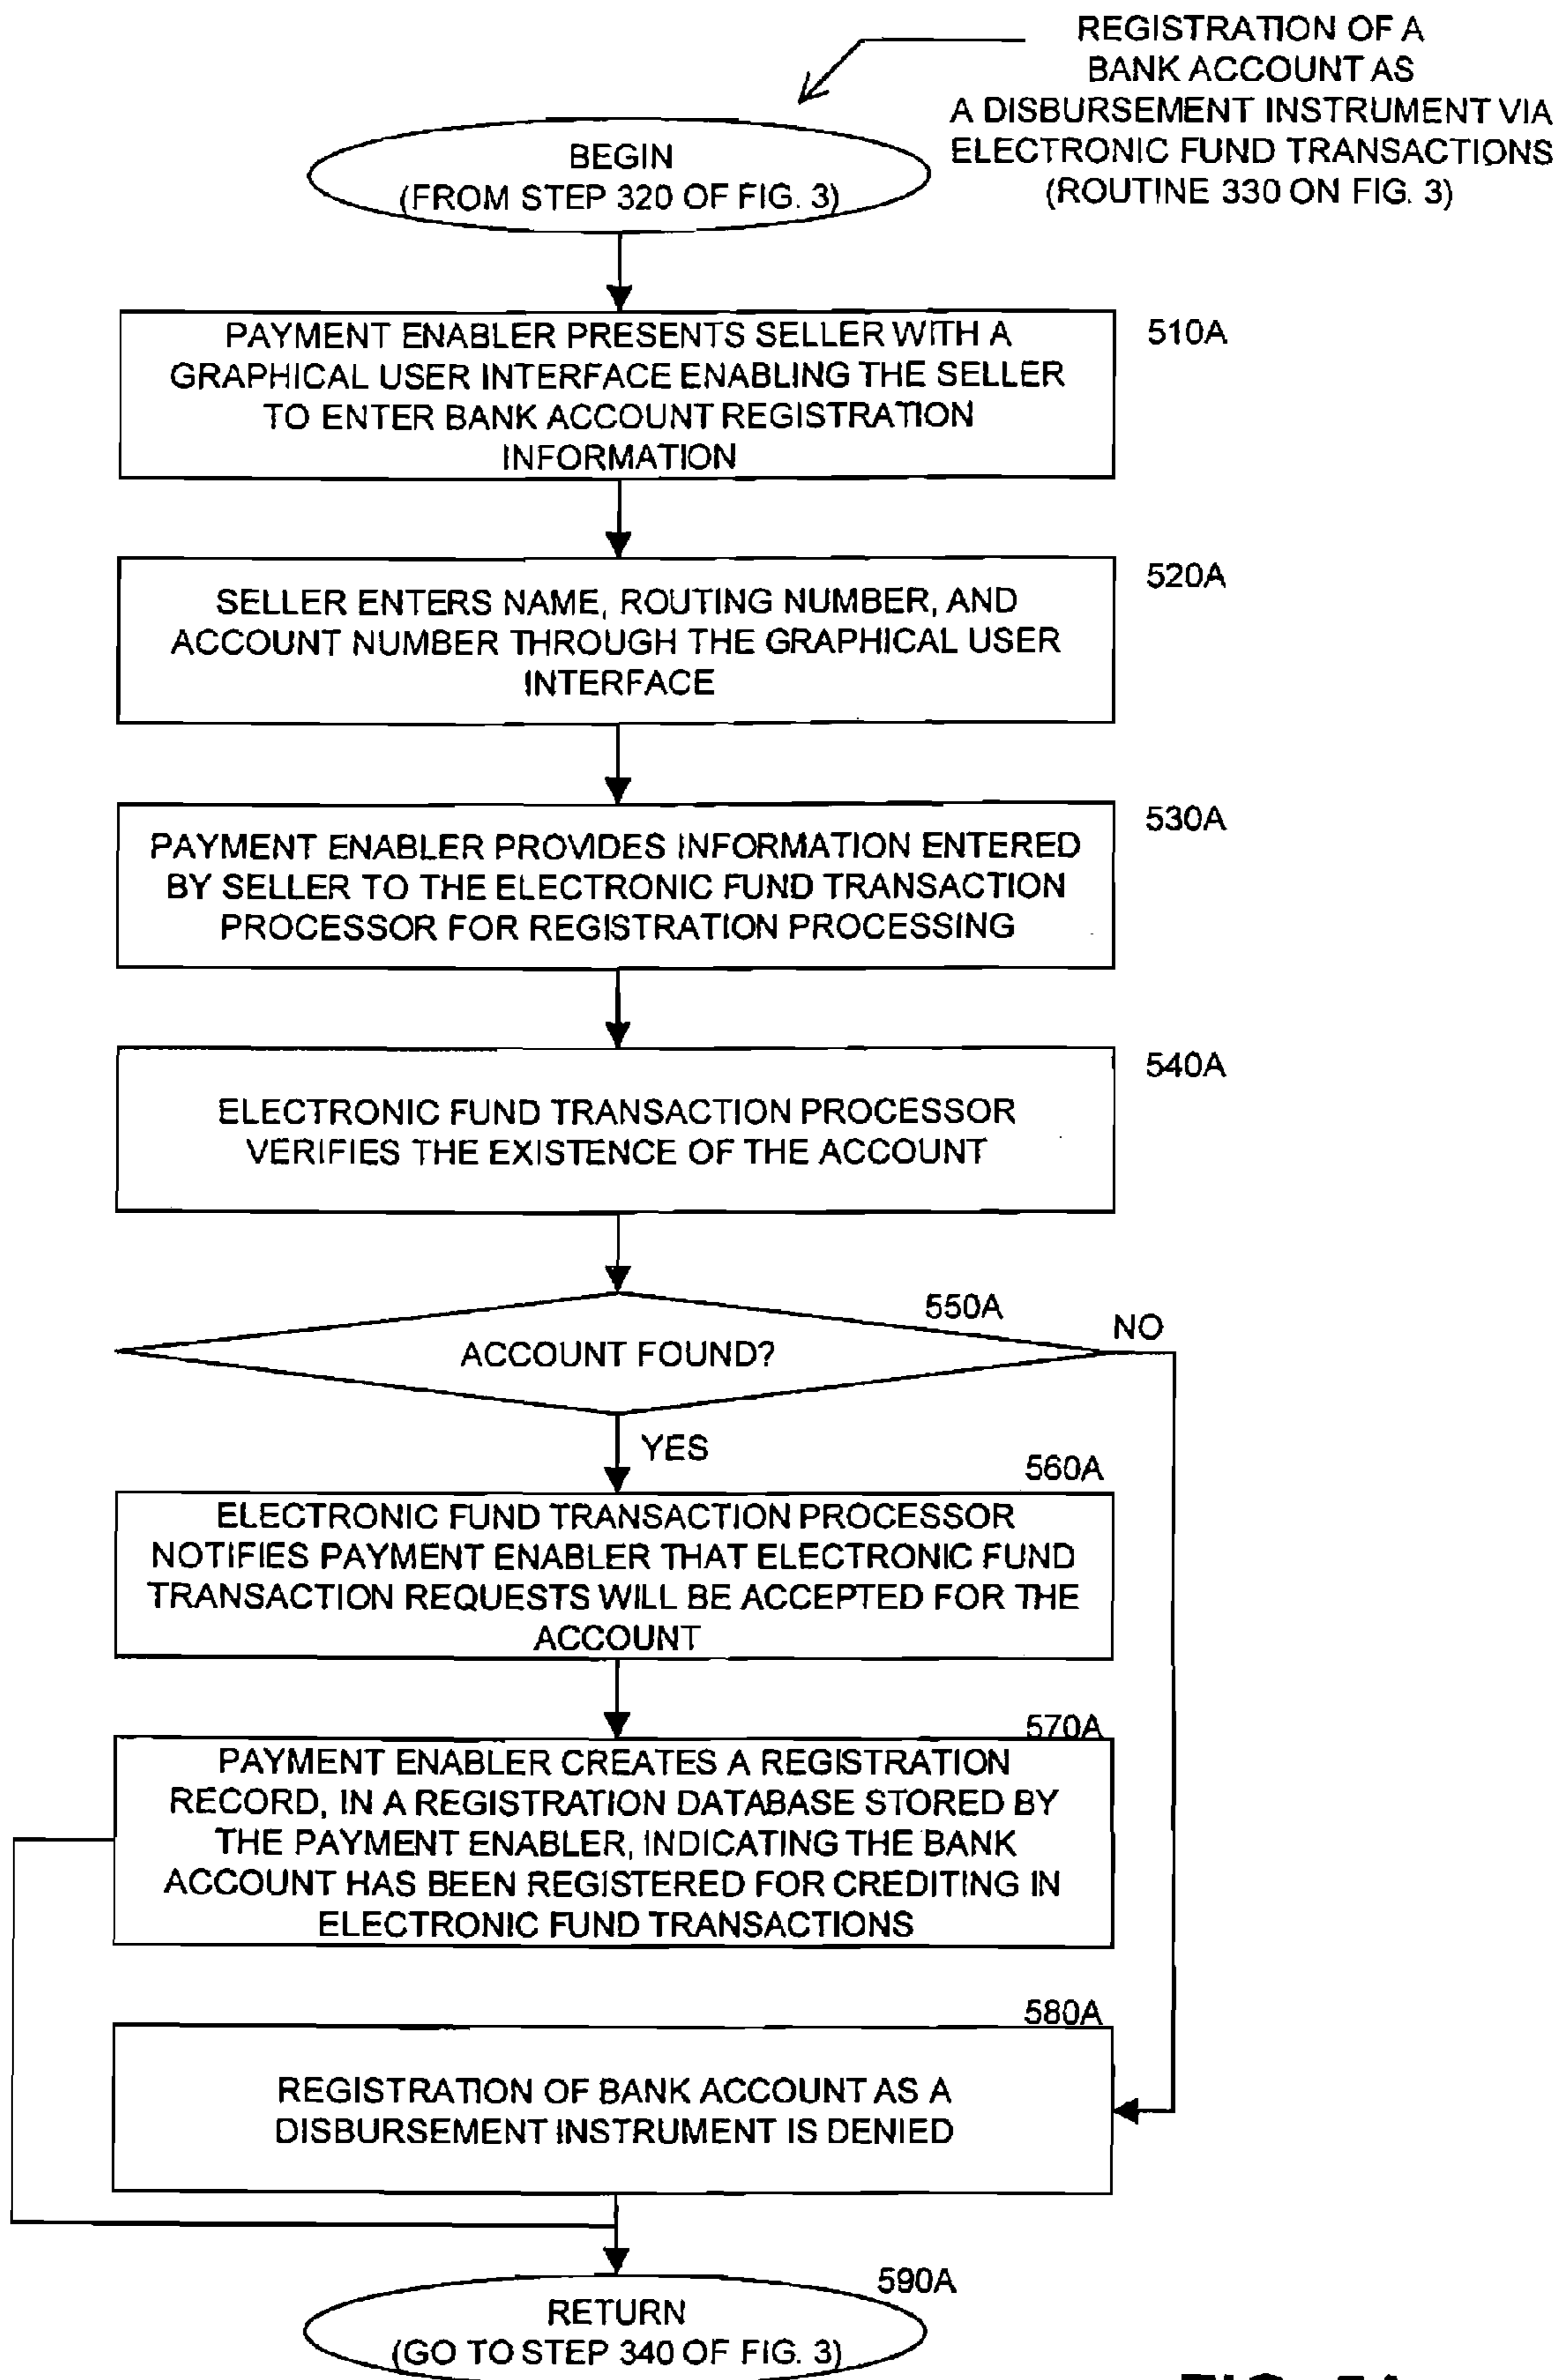 REGISTRATION OF A
BANK ACCOUNT AS
A DISBURSEMENT INSTRUMENT VIA
ELECTRONIC FUND TRANSACTIONS
(ROUTINE 330 ON FIG. 3)
BEGIN
(FROM STEP 320 OF FIG. 3)
510A
PAYMENT ENABLER PRESENTS SELLER WITH A
GRAPHICAL USER INTERFACE ENABLING THE SELLER
TO ENTER BANK ACCOUNT REGISTRATION
INFORMATION
520A
SELLER ENTERS NAME, ROUTING NUMBER, AND
ACCOUNT NUMBER THROUGH THE GRAPHICAL USER
INTERFACE
530A
PAYMENT ENABLER PROVIDES INFORMATION ENTERED
BY SELLER TO THE ELECTRONIC FUND TRANSACTION
PROCESSOR FOR REGISTRATION PROCESSING
540A
ELECTRONIC FUND TRANSACTION PROCESSOR
VERIFIES THE EXISTENCE OF THE ACCOUNT
550A
NO
ACCOUNT FOUND?
YES
560A
ELECTRONIC FUND TRANSACTION PROCESSOR
NOTIFIES PAYMENT ENABLER THAT ELECTRONIC FUND
TRANSACTION REQUESTS WILL BE ACCEPTED FOR THE
ACCOUNT
570A
PAYMENT ENABLER CREATES A REGISTRATION
RECORD, IN A REGISTRATION DATABASE STORED BY
THE PAYMENT ENABLER, INDICATING THE BANK
ACCOUNT HAS BEEN REGISTERED FOR CREDITING IN
ELECTRONIC FUND TRANSACTIONS
580A
REGISTRATION OF BANK ACCOUNT AS A
DISBURSEMENT INSTRUMENT IS DENIED
590A
RETURN
(GO TO STEP 340 OF FIG. 3)